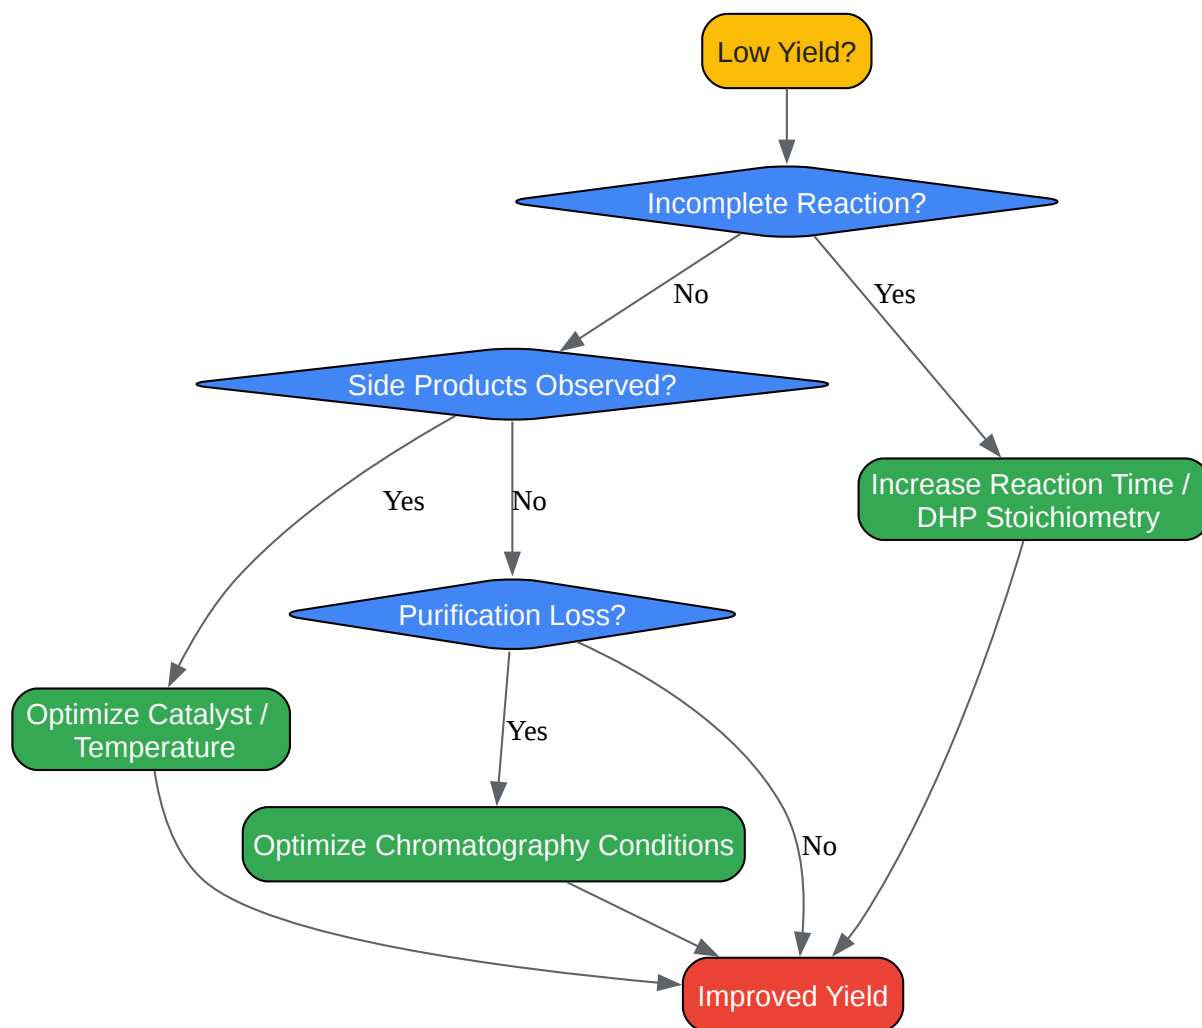 Low Yield?
Incomplete Reaction?
No
Yes
Side Products Observed?
Increase Reaction Time /
DHP Stoichiometry
Yes
No
Purification Loss?
Optimize Catalyst /
Temperature
Yes
Optimize Chromatography Conditions
No
Improved Yield